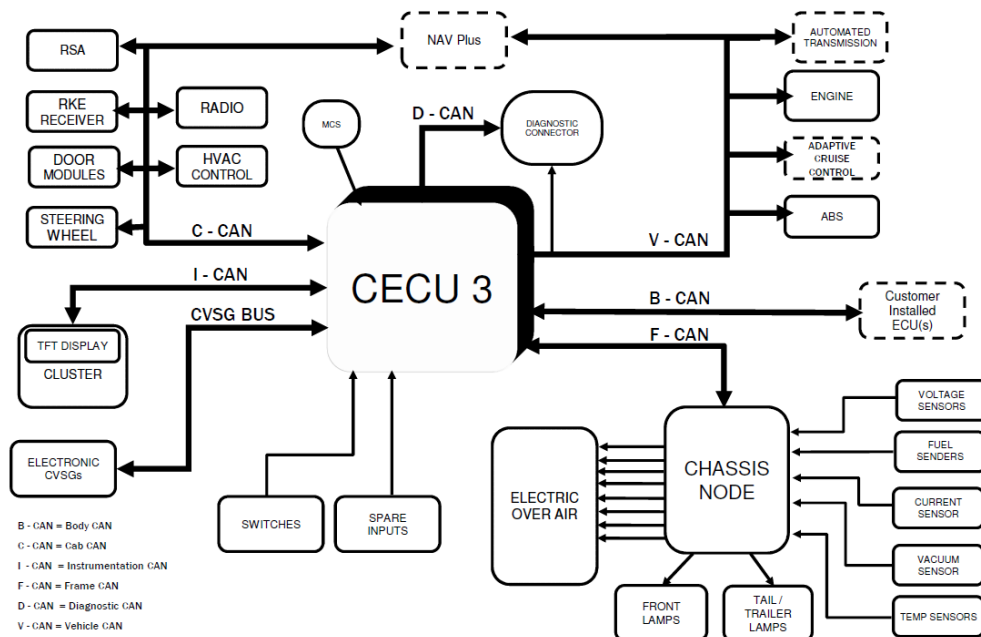 RSA
NAV Plus
AUTOMATED
TRANSMISSION
RKE
RECEIVER
RADIO
MCS
D - CAN
DIAGNOSTIC
CONNECTOR
ENGINE
DOOR
MODULES
HVAC
CONTROL
ADAPTIVE
CRUISE
CONTROL
STEERING
WHEEL
C - CAN
V - CAN
ABS
I - CAN
CECU 3
B - CAN
Customer
Installed
ECU(s)
CVSG BUS
F - CAN
TFT DISPLAY
CLUSTER
VOLTAGE
SENSORS
FUEL
SENDERS
ELECTRONIC
CVSGs
ELECTRIC
OVER AIR
CHASSIS
NODE
CURRENT
SENSOR
SWITCHES
SPARE
INPUTS
VACUUM
SENSOR
FRONT
LAMPS
TAIL /
TRAILER
LAMPS
TEMP SENSORS
B - CAN = Body CAN
C - CAN = Cab CAN
I - CAN = Instrumentation CAN
F - CAN = Frame CAN
D - CAN = Diagnostic CAN
V - CAN = Vehicle CAN